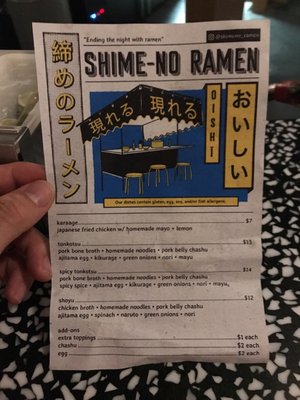 "Ending the night with ramen"
@shimeno_ramen
締めのラーメン
SHIME-NO RAMEN
現れる 現れる
OISHI
おいしい
Our dishes contain gluten, egg, soy, and/or fish allergens.
karaage $7
japanese fried chicken w/ homemade mayo • lemon
tonkotsu $13
pork bone broth • homemade noodles • pork belly chashu
ajitama egg • kikurage • green onions • nori • mayu
spicy tonkotsu $14
pork bone broth • homemade noodles • pork belly chashu
spicy spice • ajitama egg • kikurage • green onions • nori • mayu
shoyu $12
chicken broth • homemade noodles • pork belly chashu
ajitama egg • spinach • naruto • green onions • nori
add-ons
extra toppings $1 each
chashu $2 each
egg $2 each